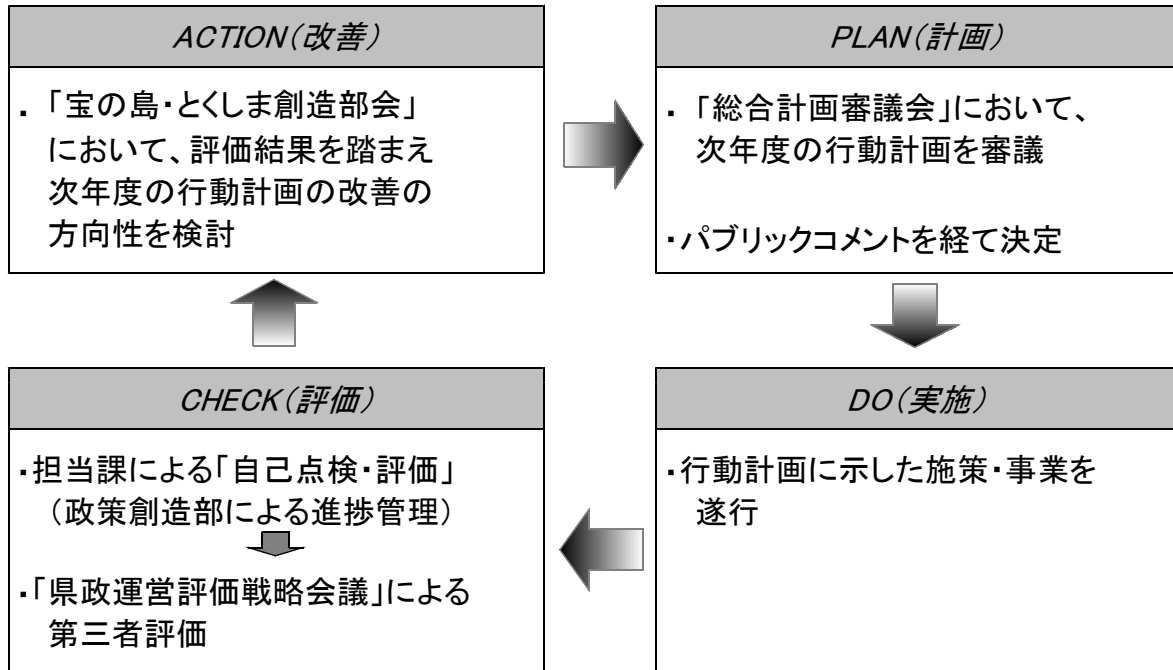 ACTION(改善)
.「宝の島・とくしま創造部会」
において、評価結果を踏まえ
次年度の行動計画の改善の
方向性を検討
PLAN(計画)
.「総合計画審議会」において、
次年度の行動計画を審議
・パブリックコメントを経て決定
CHECK(評価)
・担当課による「自己点検・評価」
(政策創造部による進捗管理)
・「県政運営評価戦略会議」による
第三者評価
DO(実施)
・行動計画に示した施策・事業を
遂行